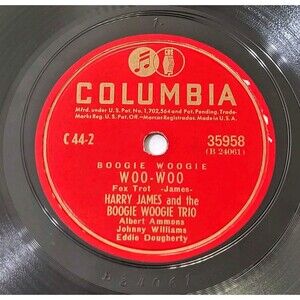 CBS
COLUMBIA
Mfrd. under U. S. Pat. No. 1,702,564 and Pat. Pending. Trade-
Marks Reg. U. S. Pat. Off.–Marcas Registradas. Made in U. S. A.
C 44-2
35958
(B 24061)
BOOGIE WOOGIE
WOO-WOO
Fox Trot -James-
HARRY JAMES and the
BOOGIE WOOGIE TRIO
Albert Ammons
Johnny Williams
Eddie Dougherty